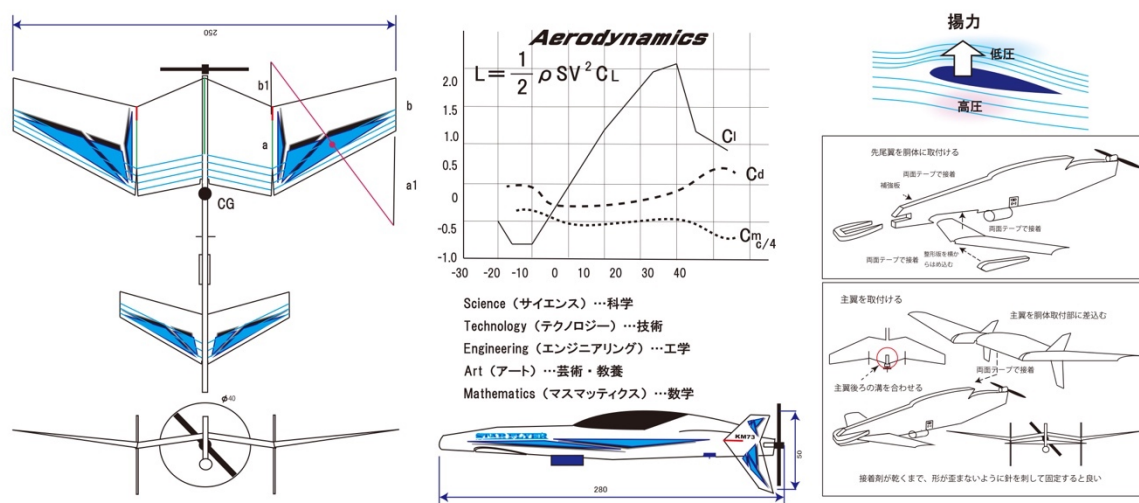 250
b1
b
a
a1
CG
ø40
Aerodynamics
L=1/2 ρSV²CL
2.0
1.5
1.0
0.5
0
-0.5
-1.0
-30 -20 -10 0 10 20 30 40
Cl
Cd
Cm c/4
Science（サイエンス）…科学
Technology（テクノロジー）…技術
Engineering（エンジニアリング）…工学
Art（アート）…芸術・教養
Mathematics（マスマッティクス）…数学
STAR FLYER
KM73
50
280
揚力
低圧
高圧
先尾翼を胴体に取付ける
両面テープで接着
補強板
両面テープで接着
両面テープで接着
整形板を横か
らはめ込む
主翼を取付ける
主翼を胴体取付部に差込む
両面テープで接着
主翼後ろの溝を合わせる
接着剤が乾くまで、形が歪まないように針を刺して固定すると良い